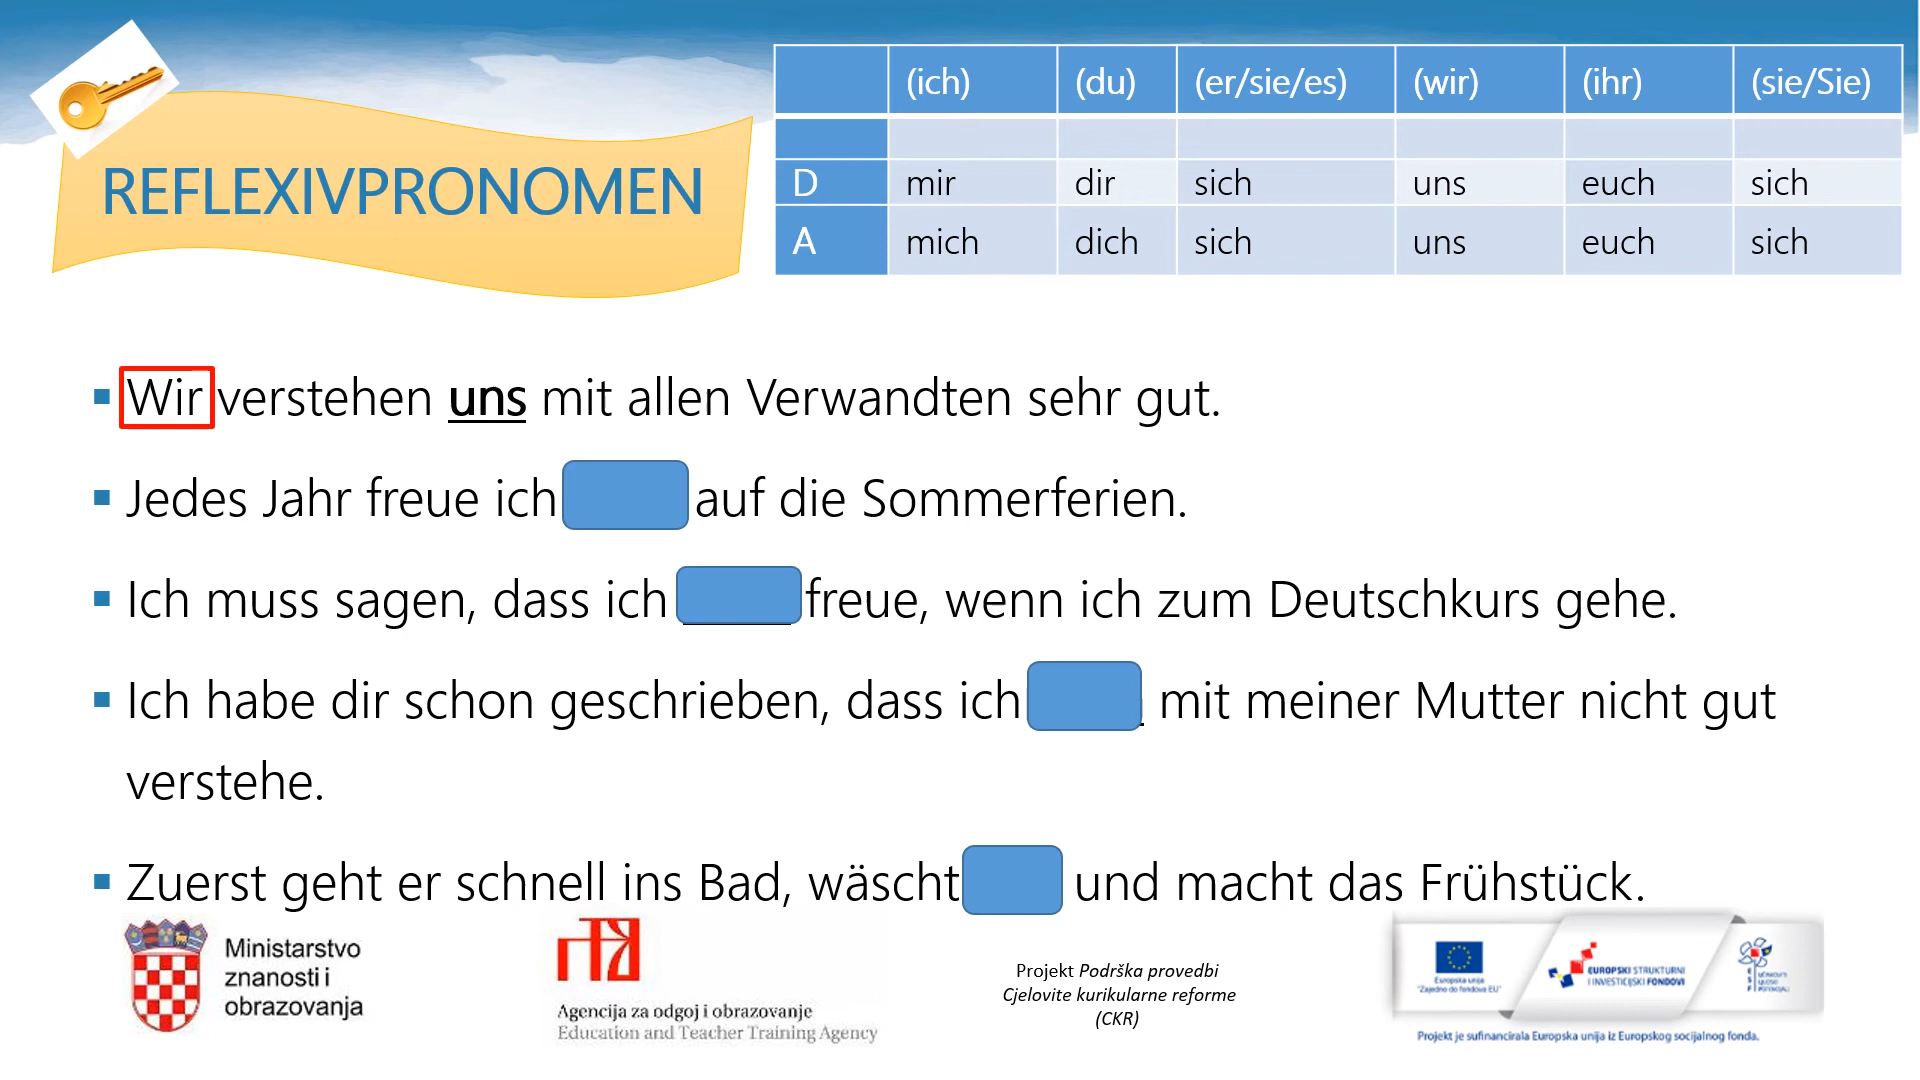 REFLEXIVPRONOMEN
(ich) (du) (er/sie/es) (wir) (ihr) (sie/Sie)
D mir dir sich uns euch sich
A mich dich sich uns euch sich
Wir verstehen uns mit allen Verwandten sehr gut.
Jedes Jahr freue ich auf die Sommerferien.
Ich muss sagen, dass ich freue, wenn ich zum Deutschkurs gehe.
Ich habe dir schon geschrieben, dass ich mit meiner Mutter nicht gut
verstehe.
Zuerst geht er schnell ins Bad, wäscht und macht das Frühstück.
Ministarstvo
znanosti i
obrazovanja
Agencija za odgoj i obrazovanje
Education and Teacher Training Agency
Projekt Podrška provedbi
Cjelovite kurikularne reforme
(CKR)
Europska unija
"Zajedno do fondova EU"
EUROPSKI STRUKTURNI
I INVESTICIJSKI FONDOVI
Projekt je sufinancirala Europska unija iz Europskog socijalnog fonda.